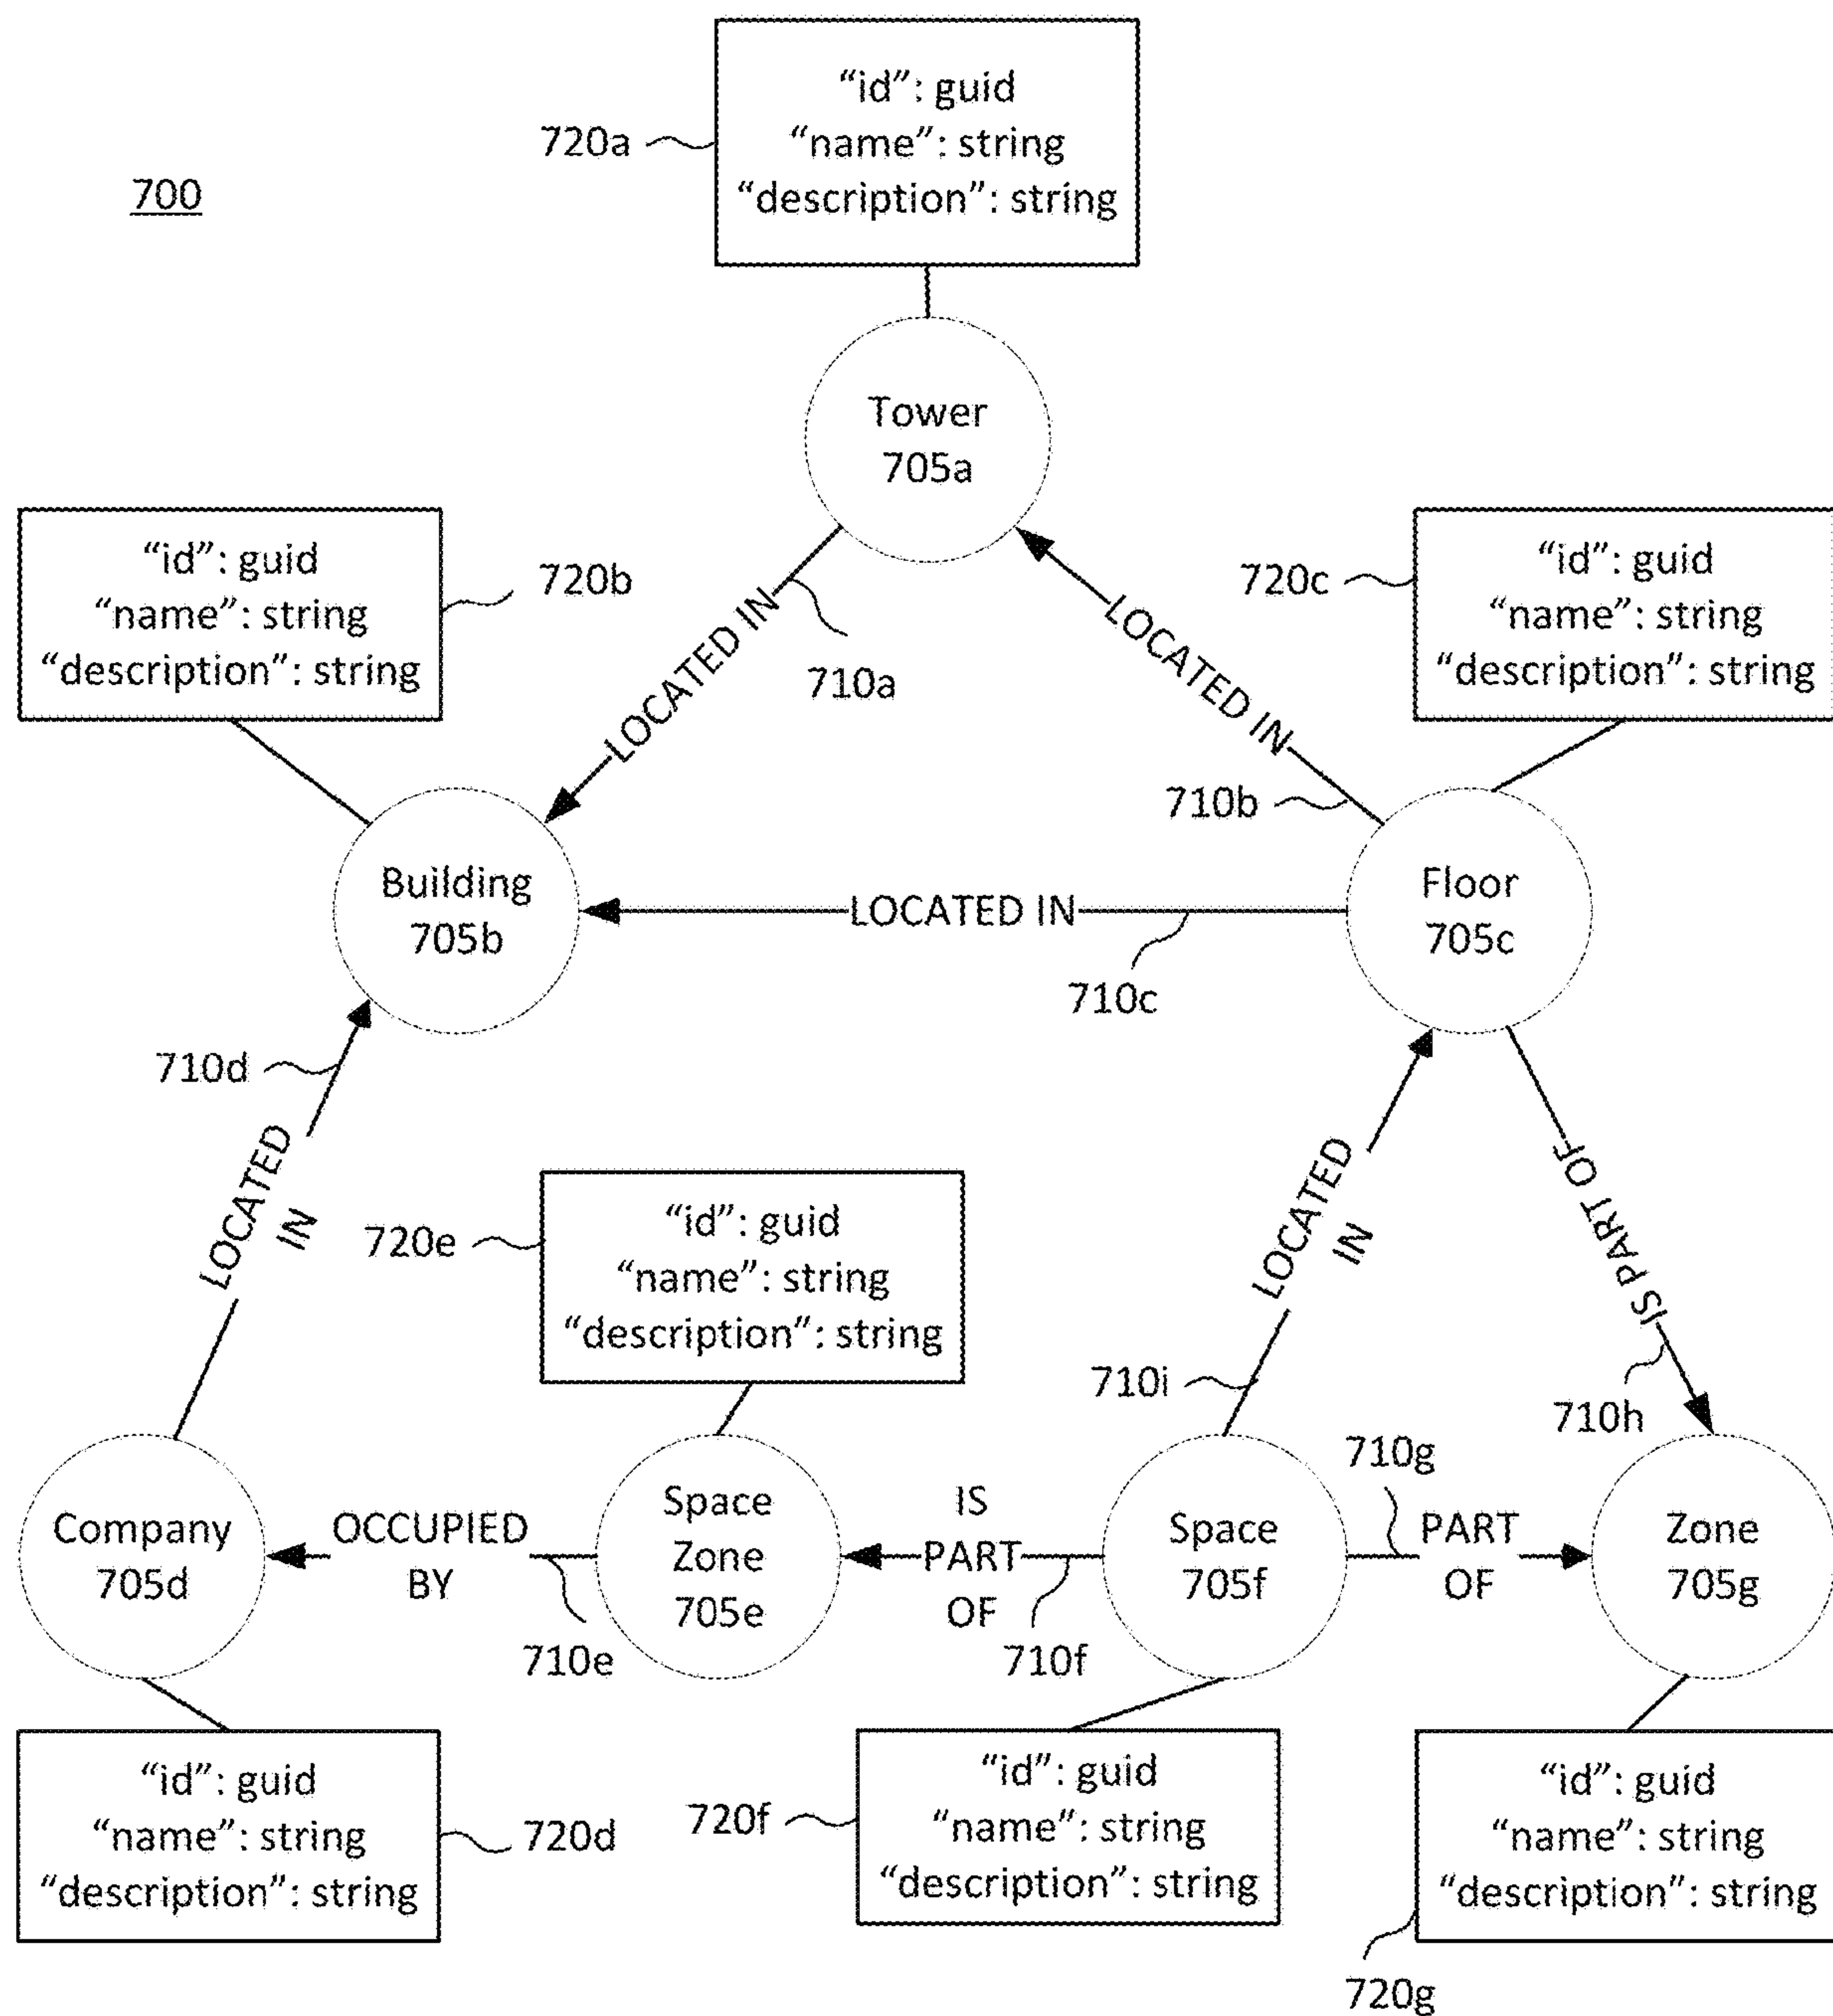 “id”: guid
“name”: string
“description”: string
720a
700
Tower
705a
“id”: guid
“name”: string
“description”: string
720b
LOCATED IN
710a
LOCATED IN
710b
720c
“id”: guid
“name”: string
“description”: string
Building
705b
LOCATED IN
710c
Floor
705c
710d
LOCATED
IN
720e
“id”: guid
“name”: string
“description”: string
LOCATED
IN
710i
IS PART OF
710h
Company
705d
OCCUPIED
BY
710e
Space
Zone
705e
IS
PART
OF
710f
Space
705f
710g
PART
OF
Zone
705g
“id”: guid
“name”: string
“description”: string
720d
720f
“id”: guid
“name”: string
“description”: string
“id”: guid
“name”: string
“description”: string
720g